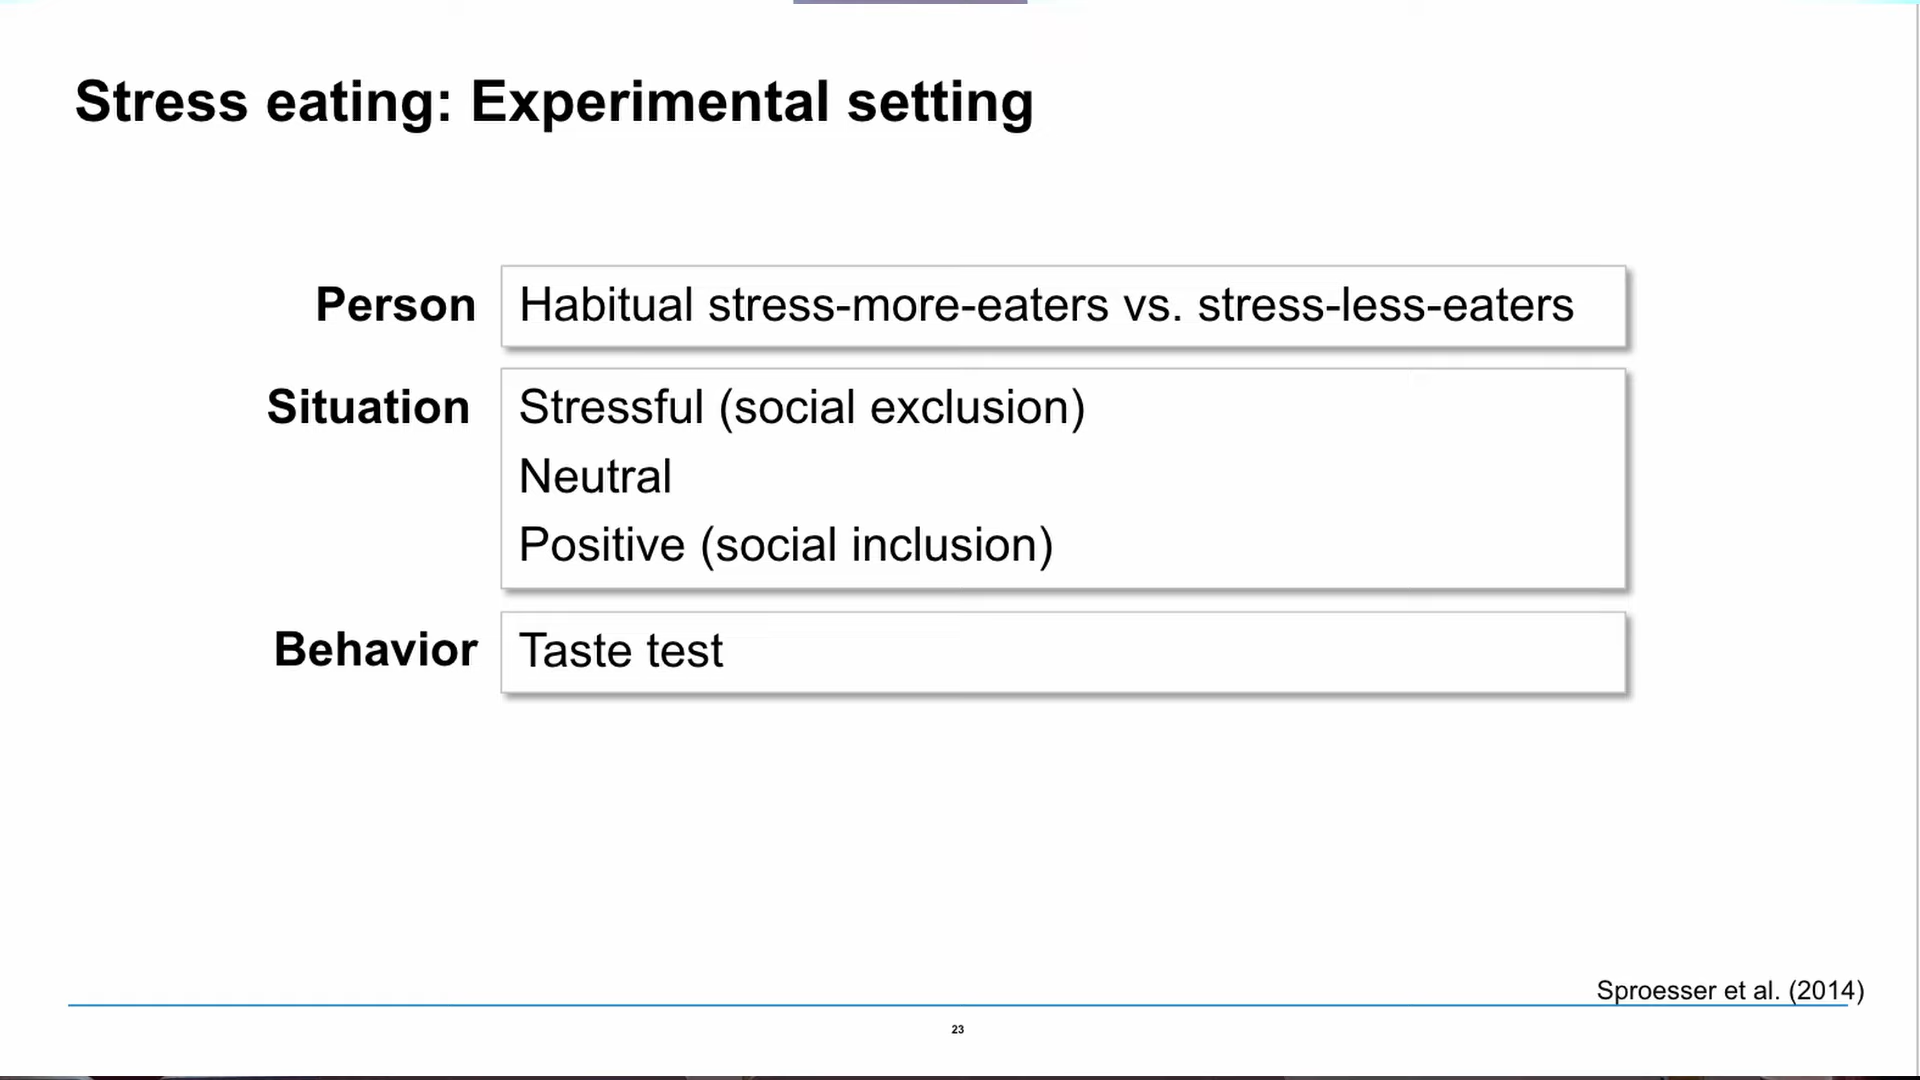 Stress eating: Experimental setting
Person Habitual stress-more-eaters vs. stress-less-eaters
Situation Stressful (social exclusion)
Neutral
Positive (social inclusion)
Behavior Taste test
Sproesser et al. (2014)
23